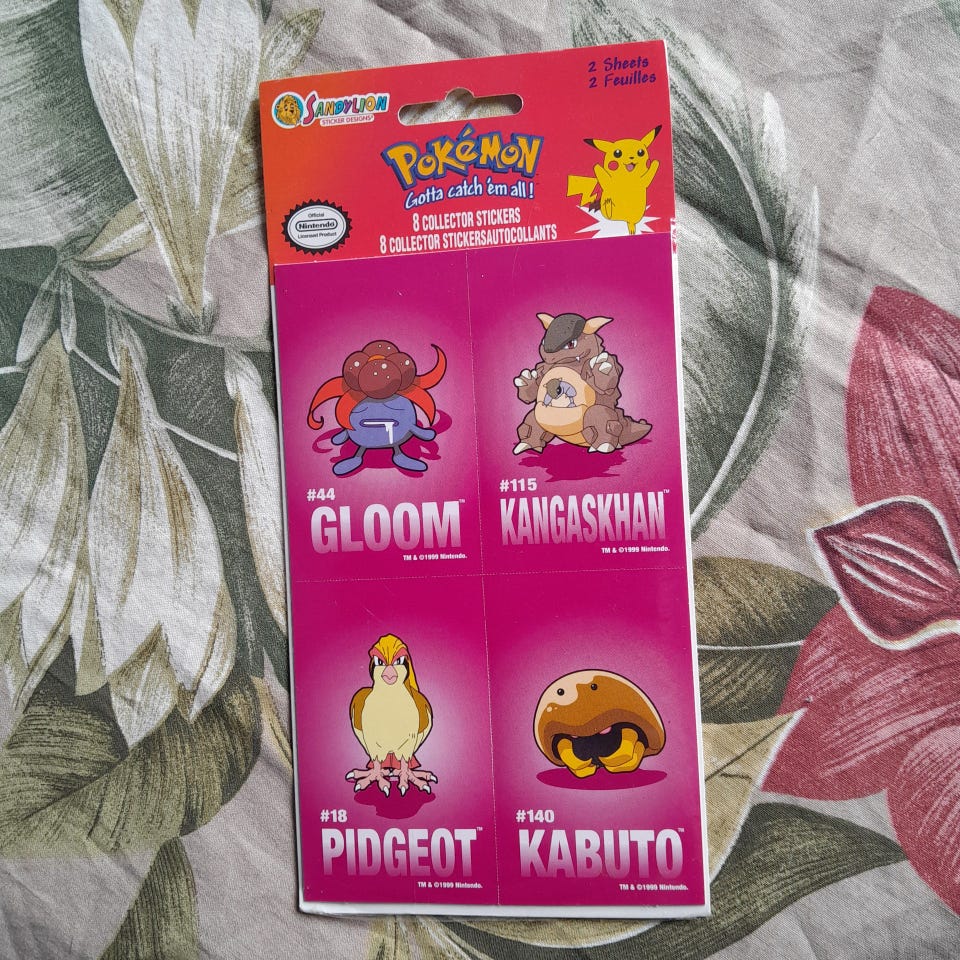 2 Sheets
2 Feuilles
SANDYLION
STICKER DESIGNS®
POKéMON
Gotta catch 'em all!
Official
Nintendo
Licensed Product
8 COLLECTOR STICKERS
8 COLLECTOR STICKERSAUTOCOLLANTS
#44
GLOOM™
TM & ©1999 Nintendo.
#115
KANGASKHAN™
TM & ©1999 Nintendo.
#18
PIDGEOT™
TM & ©1999 Nintendo.
#140
KABUTO™
TM & ©1999 Nintendo.